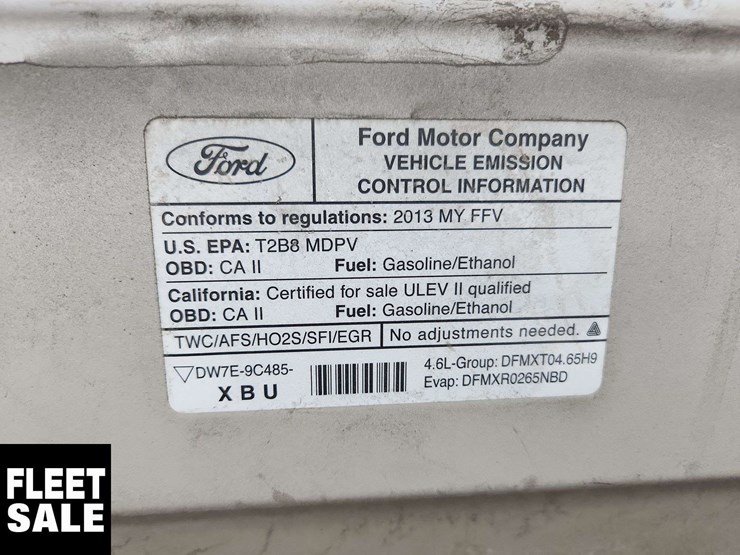 Ford
Ford Motor Company
VEHICLE EMISSION
CONTROL INFORMATION
Conforms to regulations: 2013 MY FFV
U.S. EPA: T2B8 MDPV
OBD: CA II Fuel: Gasoline/Ethanol
California: Certified for sale ULEV II qualified
OBD: CA II Fuel: Gasoline/Ethanol
TWC/AFS/HO2S/SFI/EGR No adjustments needed.
▽DW7E-9C485-
X B U
4.6L-Group: DFMXT04.65H9
Evap: DFMXR0265NBD
FLEET
SALE